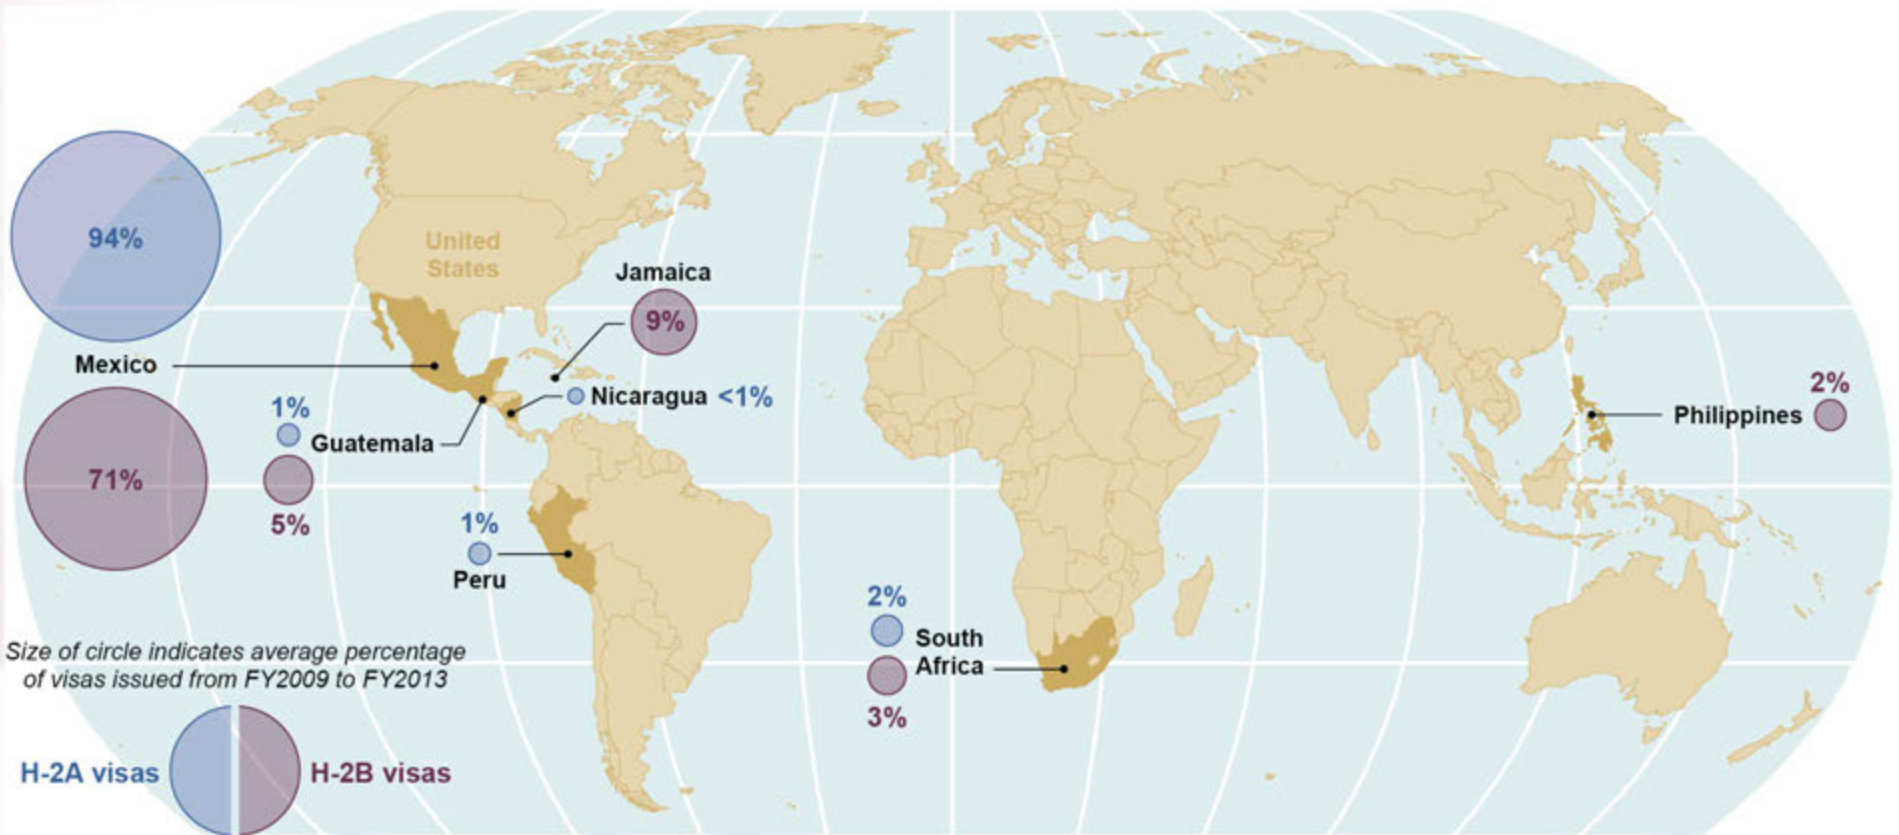 94%
United
States
Jamaica
9%
Mexico
Nicaragua <1%
1%
Guatemala
2%
Philippines
71%
5%
1%
Peru
2%
South
Africa
3%
Size of circle indicates average percentage
of visas issued from FY2009 to FY2013
H-2A visas
H-2B visas